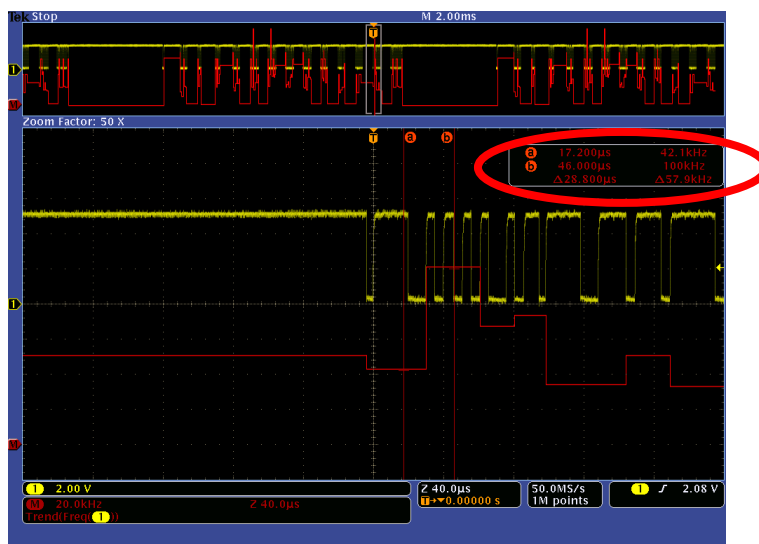 Tek Stop M 2.00ms
T
1
M
Zoom Factor: 50 X
T a b
a 17.200µs 42.1kHz
b 46.000µs 100kHz
Δ28.800µs Δ57.9kHz
1
M
1 2.00 V Z 40.0µs 50.0MS/s 1 2.08 V
T→▼0.00000 s 1M points
M 20.0kHz Z 40.0µs
Trend(Freq(1))